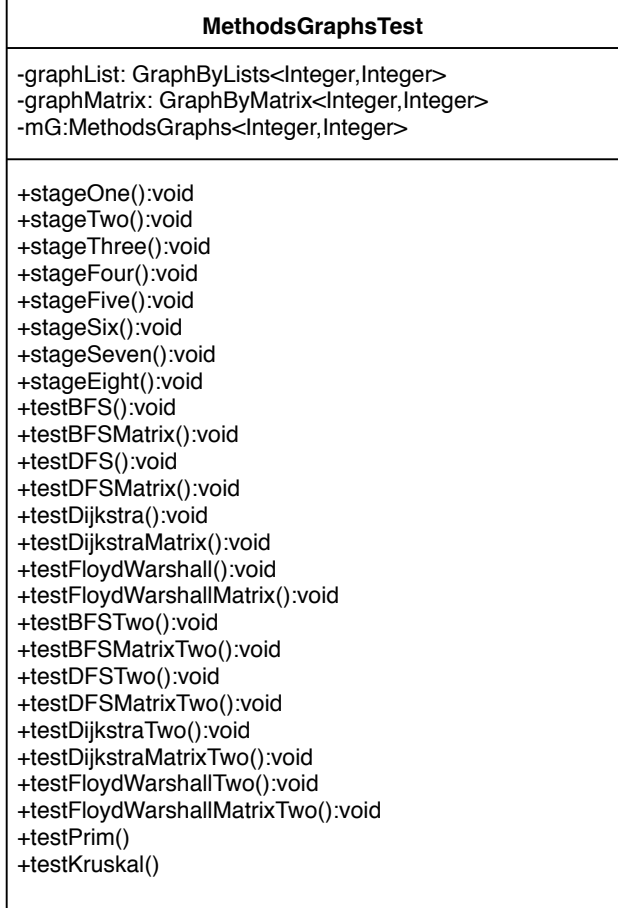 MethodsGraphsTest
-graphList: GraphByLists<Integer,Integer>
-graphMatrix: GraphByMatrix<Integer,Integer>
-mG:MethodsGraphs<Integer,Integer>
+stageOne():void
+stageTwo():void
+stageThree():void
+stageFour():void
+stageFive():void
+stageSix():void
+stageSeven():void
+stageEight():void
+testBFS():void
+testBFSMatrix():void
+testDFS():void
+testDFSMatrix():void
+testDijkstra():void
+testDijkstraMatrix():void
+testFloydWarshall():void
+testFloydWarshallMatrix():void
+testBFSTwo():void
+testBFSMatrixTwo():void
+testDFSTwo():void
+testDFSMatrixTwo():void
+testDijkstraTwo():void
+testDijkstraMatrixTwo():void
+testFloydWarshallTwo():void
+testFloydWarshallMatrixTwo():void
+testPrim()
+testKruskal()